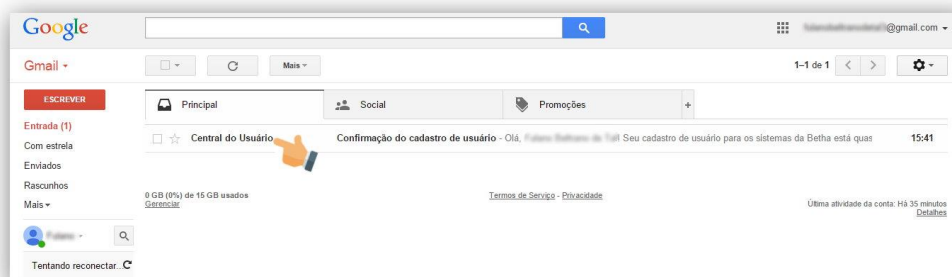 Google
@gmail.com
Gmail
Mais
1–1 de 1
ESCREVER
Principal
Social
Promoções
+
Entrada (1)
Com estrela
Enviados
Rascunhos
Mais
Central do Usuário
Confirmação do cadastro de usuário - Olá, Seu cadastro de usuário para os sistemas da Betha está quas
15:41
0 GB (0%) de 15 GB usados
Gerenciar
Termos de Serviço - Privacidade
Última atividade da conta: Há 35 minutos
Detalhes
Tentando reconectar...